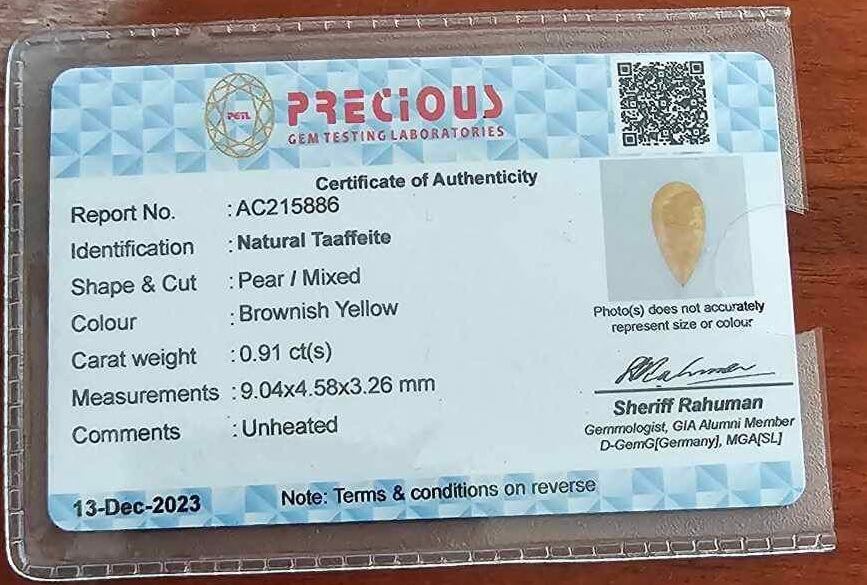 PGTL
PRECIOUS
GEM TESTING LABORATORIES
Certificate of Authenticity
Report No. : AC215886
Identification : Natural Taaffeite
Shape & Cut : Pear / Mixed
Colour : Brownish Yellow
Carat weight : 0.91 ct(s)
Measurements : 9.04x4.58x3.26 mm
Comments : Unheated
Photo(s) does not accurately
represent size or colour
Sheriff Rahuman
Gemmologist, GIA Alumni Member
D-GemG[Germany], MGA[SL]
13-Dec-2023
Note: Terms & conditions on reverse